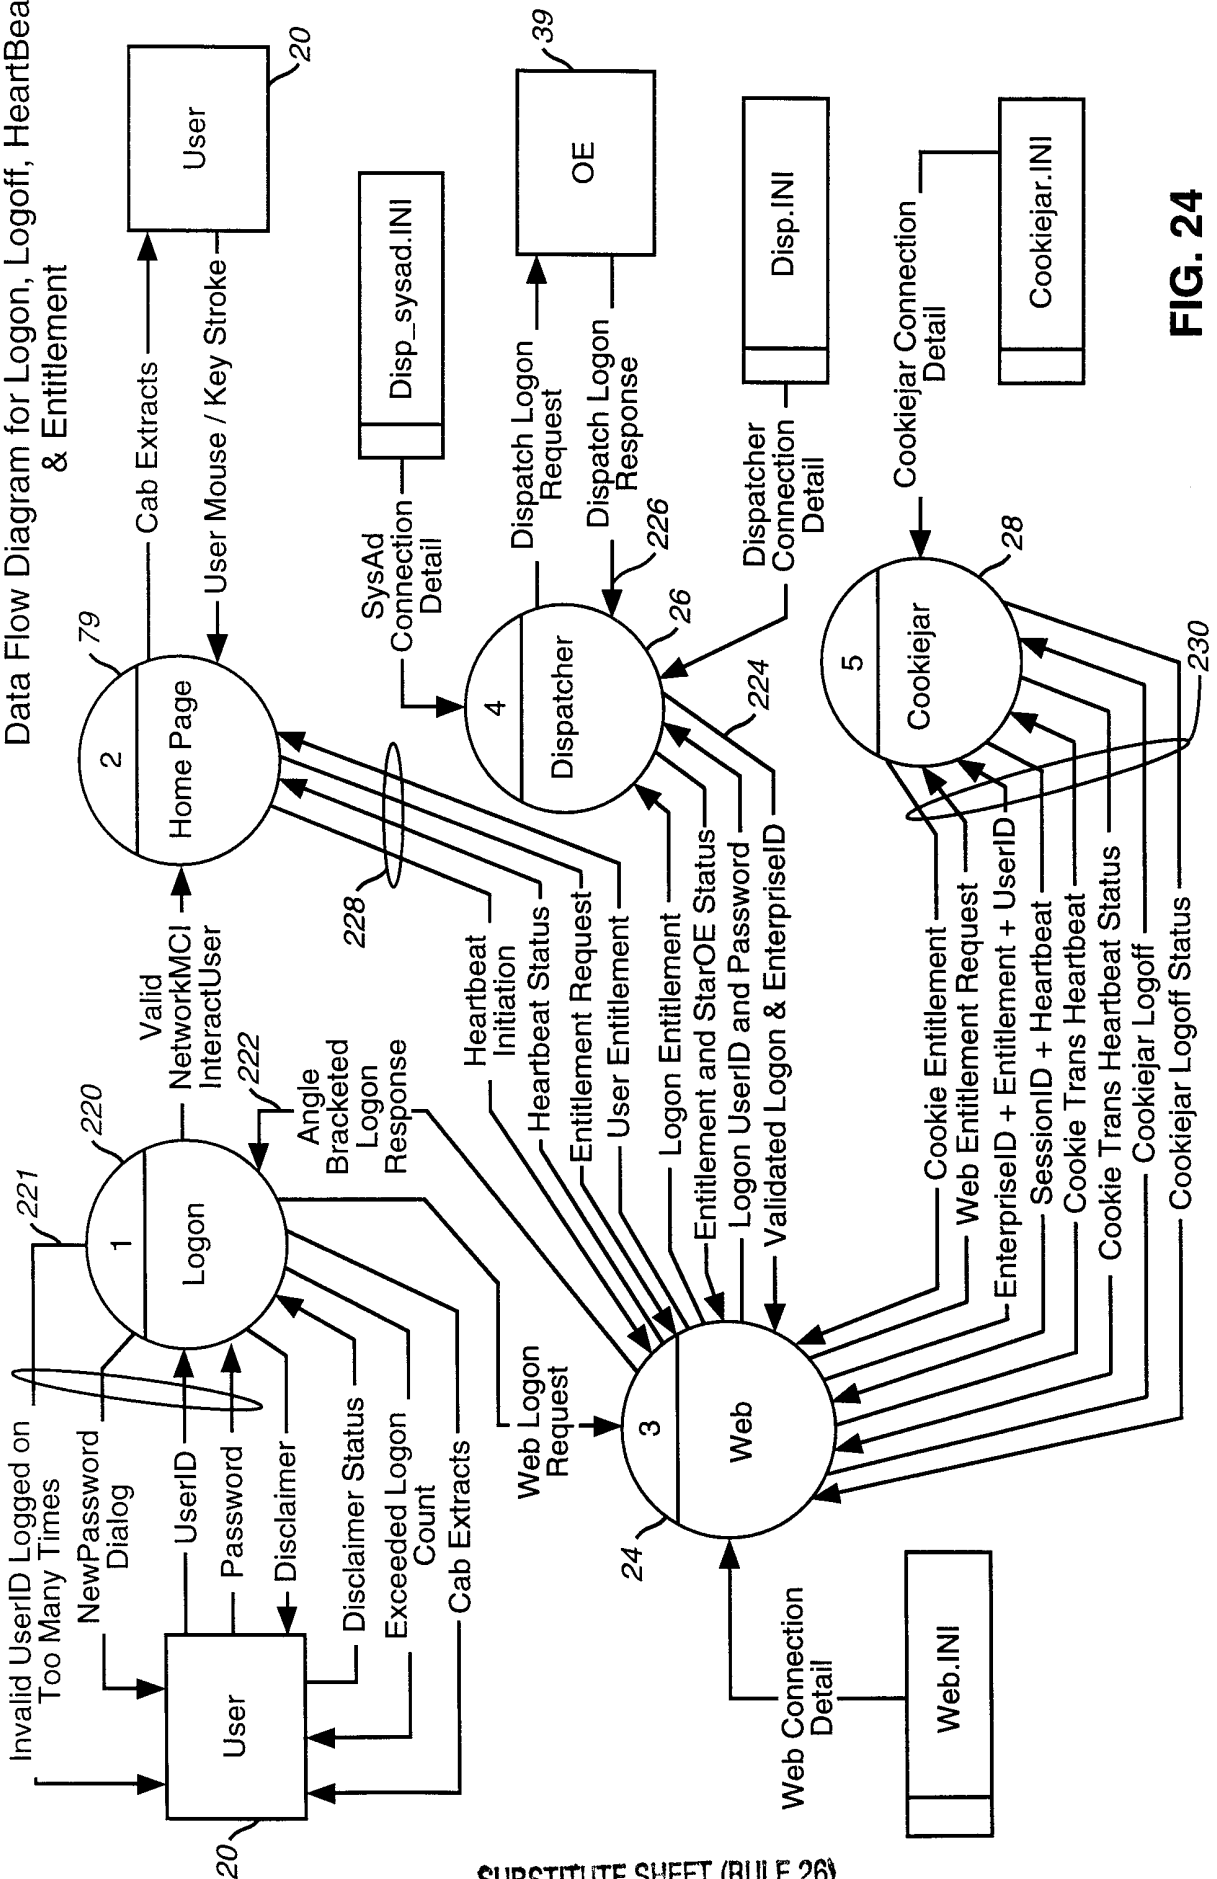 Data Flow Diagram for Logon, Logoff, HeartBea
& Entitlement
Invalid UserID Logged on
Too Many Times
221
NewPassword
Dialog
UserID
Password
Disclaimer
Disclaimer Status
Exceeded Logon
Count
Cab Extracts
User
20
220
1
Logon
Valid
NetworkMCI
InteractUser
222
Angle
Bracketed
Logon
Response
Web Logon
Request
79
2
Home Page
Cab Extracts
User Mouse / Key Stroke
User
20
228
Heartbeat
Initiation
Heartbeat Status
Entitlement Request
User Entitlement
SysAd
Connection
Detail
Disp_sysad.INI
4
Dispatcher
26
226
224
Dispatch Logon
Request
Dispatch Logon
Response
OE
39
Logon Entitlement
Entitlement and StarOE Status
Logon UserID and Password
Validated Logon & EnterpriseID
Dispatcher
Connection
Detail
Disp.INI
24
3
Web
Web Connection
Detail
Web.INI
Cookie Entitlement
Web Entitlement Request
EnterpriseID + Entitlement + UserID
SessionID + Heartbeat
Cookie Trans Heartbeat
Cookie Trans Heartbeat Status
Cookiejar Logoff
Cookiejar Logoff Status
5
Cookiejar
28
230
Cookiejar Connection
Detail
Cookiejar.INI
FIG. 24
SUBSTITUTE SHEET (RULE 26)